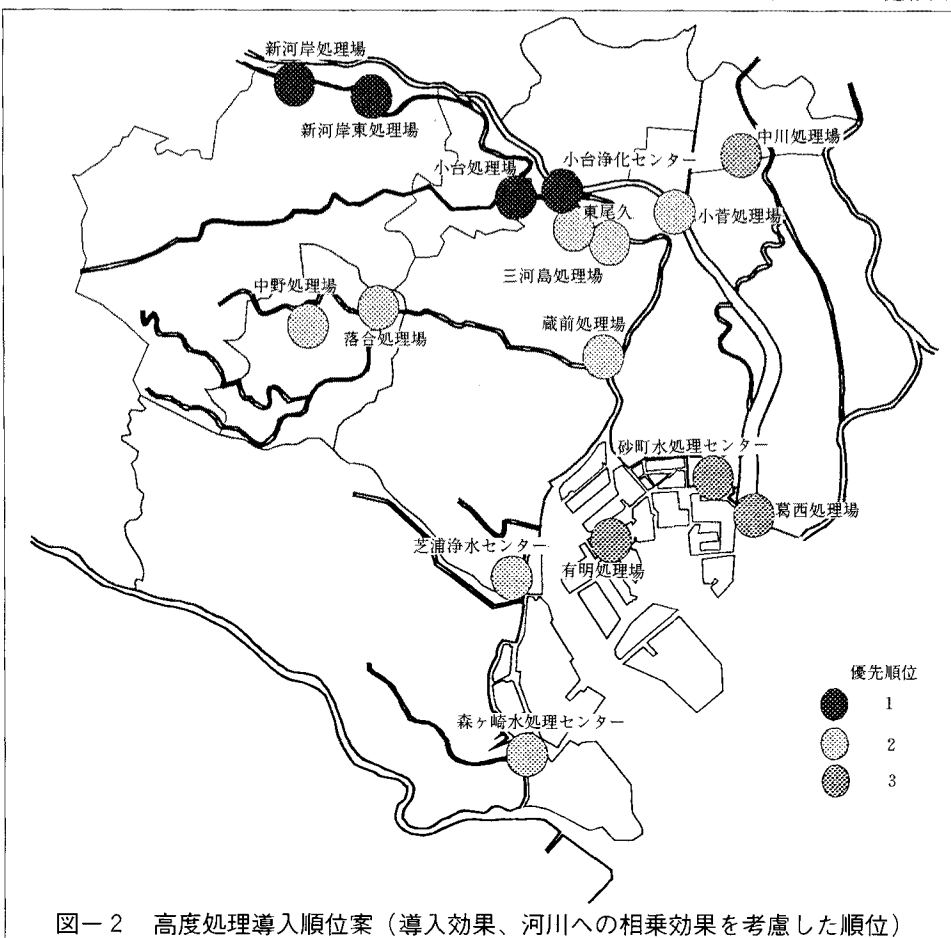 新河岸処理場
新河岸東処理場
小台処理場
小台浄化センター
中川処理場
東尾久
小菅処理場
三河島処理場
中野処理場
落合処理場
蔵前処理場
砂町水処理センター
葛西処理場
芝浦浄水センター
有明処理場
森ヶ崎水処理センター
優先順位
1
2
3
図－2 高度処理導入順位案（導入効果、河川への相乗効果を考慮した順位）